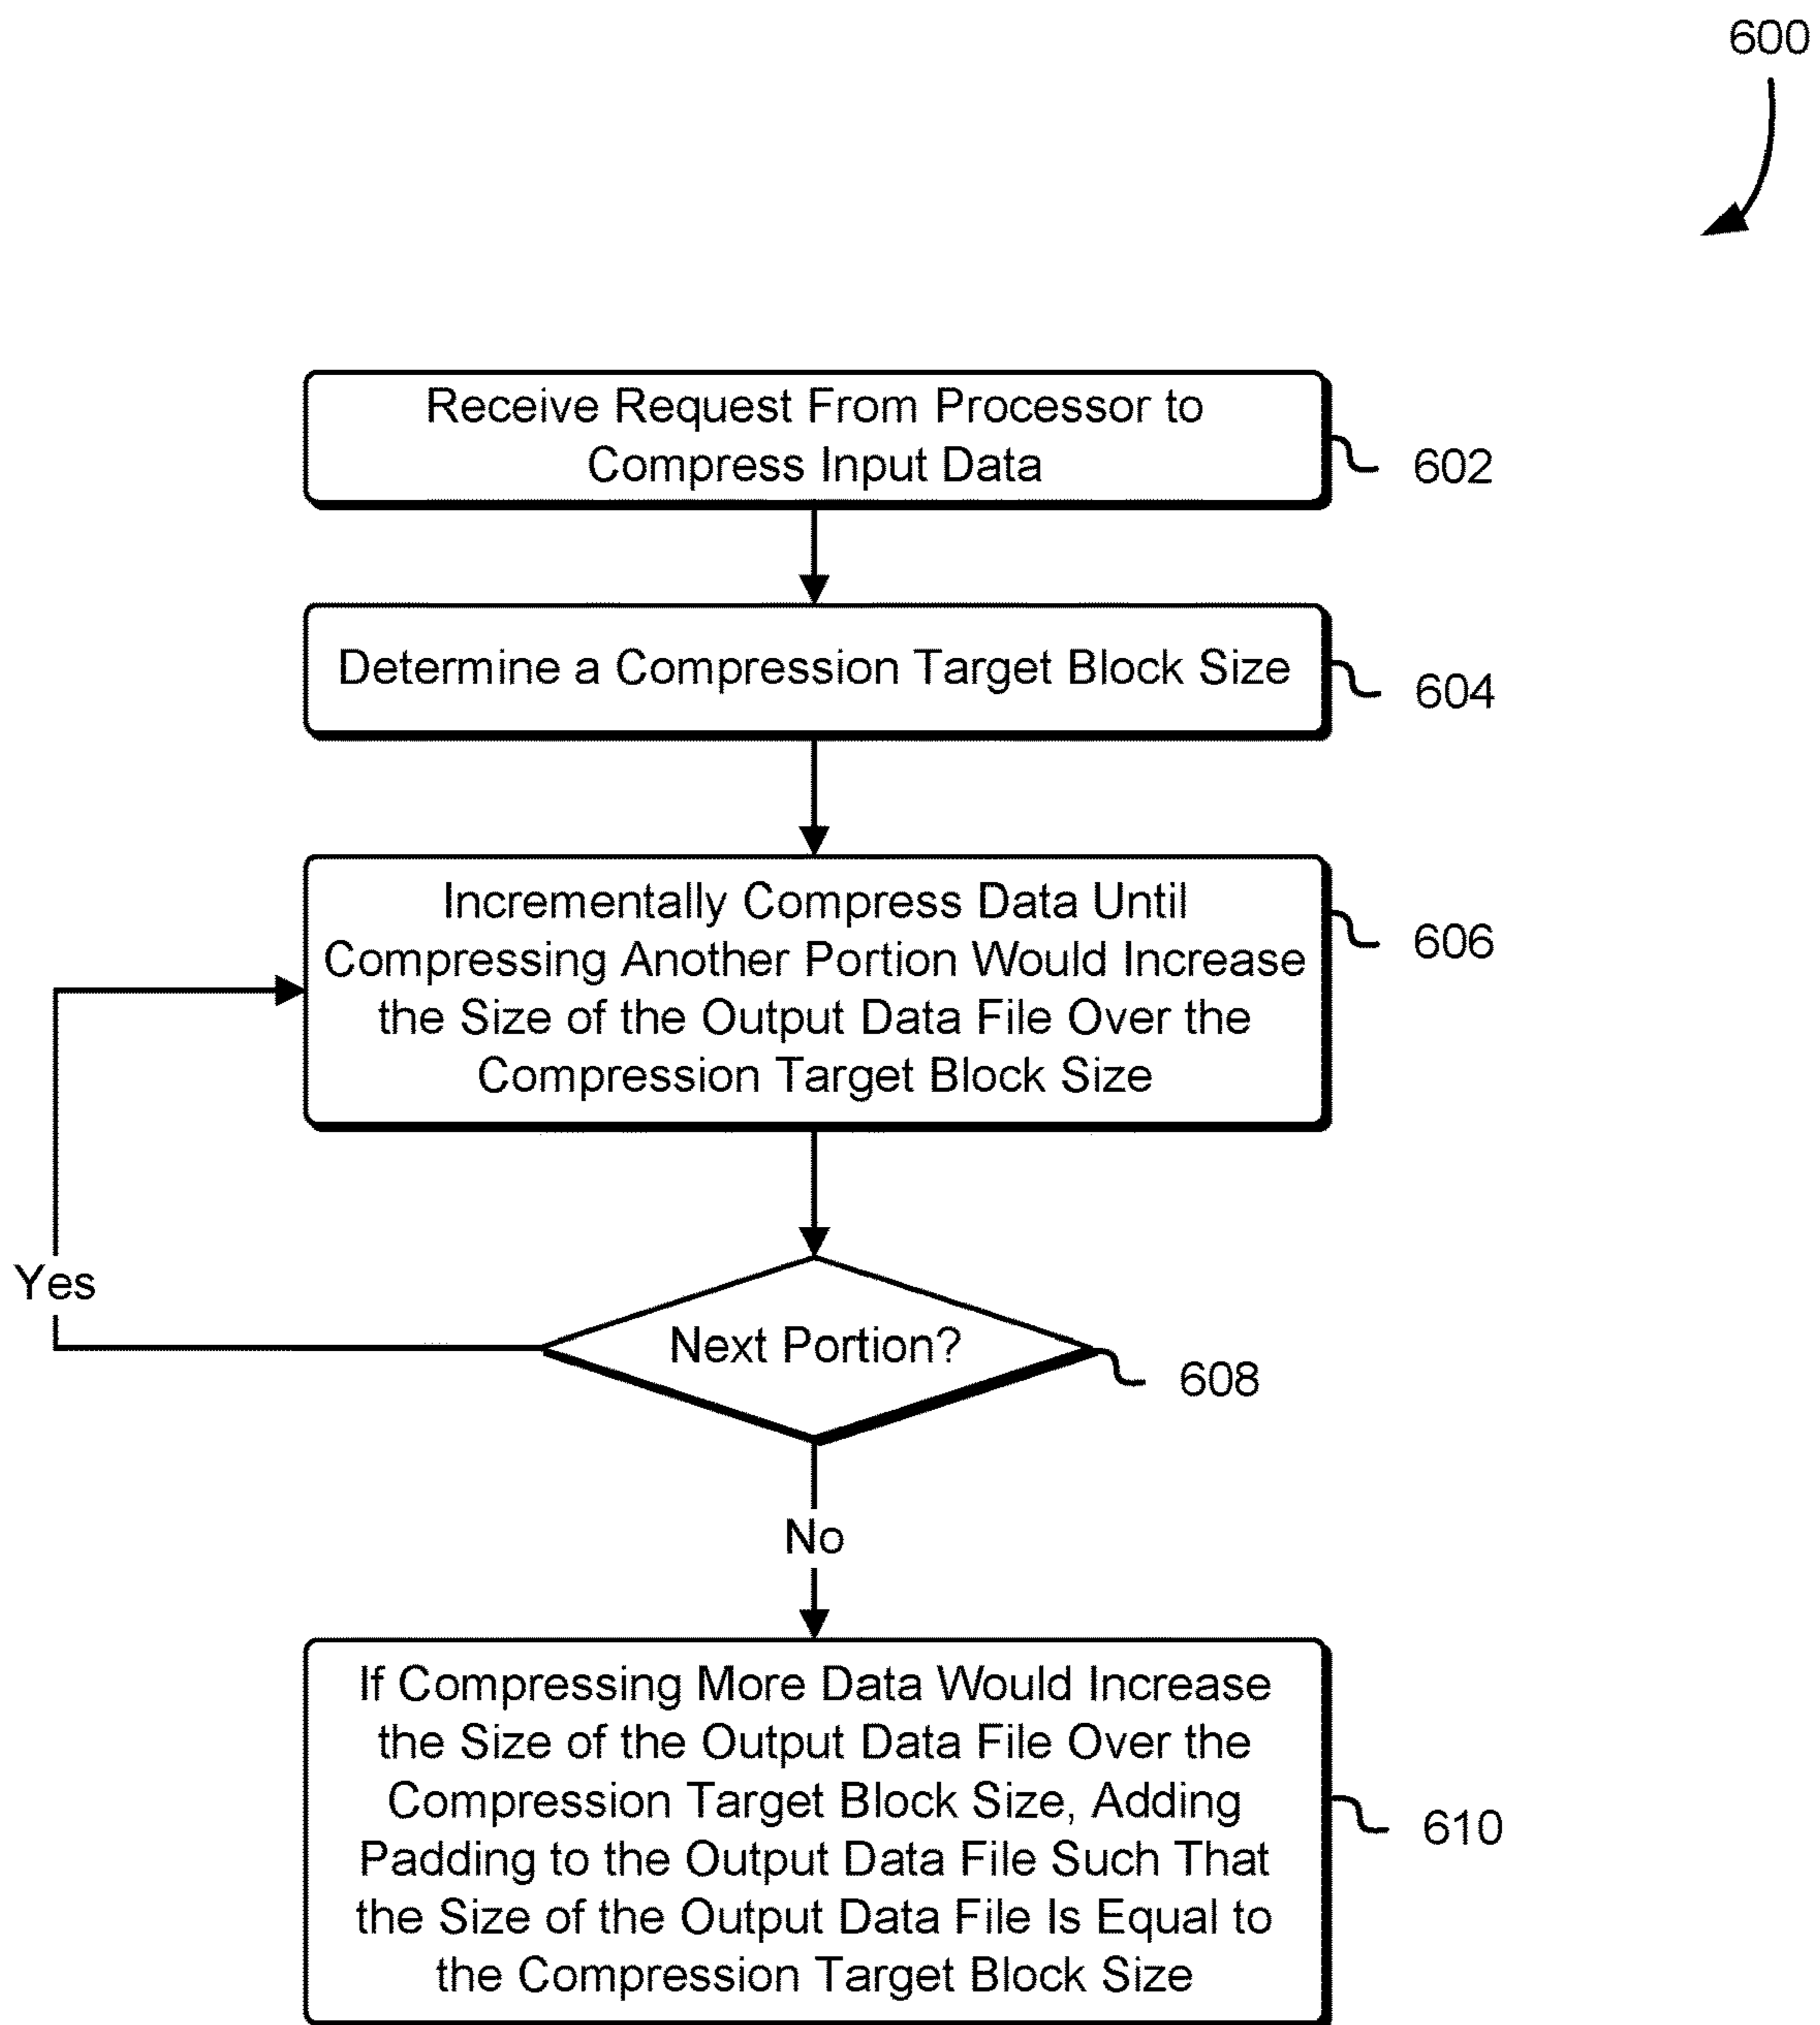 600
Receive Request From Processor to
Compress Input Data
602
Determine a Compression Target Block Size
604
Incrementally Compress Data Until
Compressing Another Portion Would Increase
the Size of the Output Data File Over the
Compression Target Block Size
606
Yes
Next Portion?
608
No
If Compressing More Data Would Increase
the Size of the Output Data File Over the
Compression Target Block Size, Adding
Padding to the Output Data File Such That
the Size of the Output Data File Is Equal to
the Compression Target Block Size
610